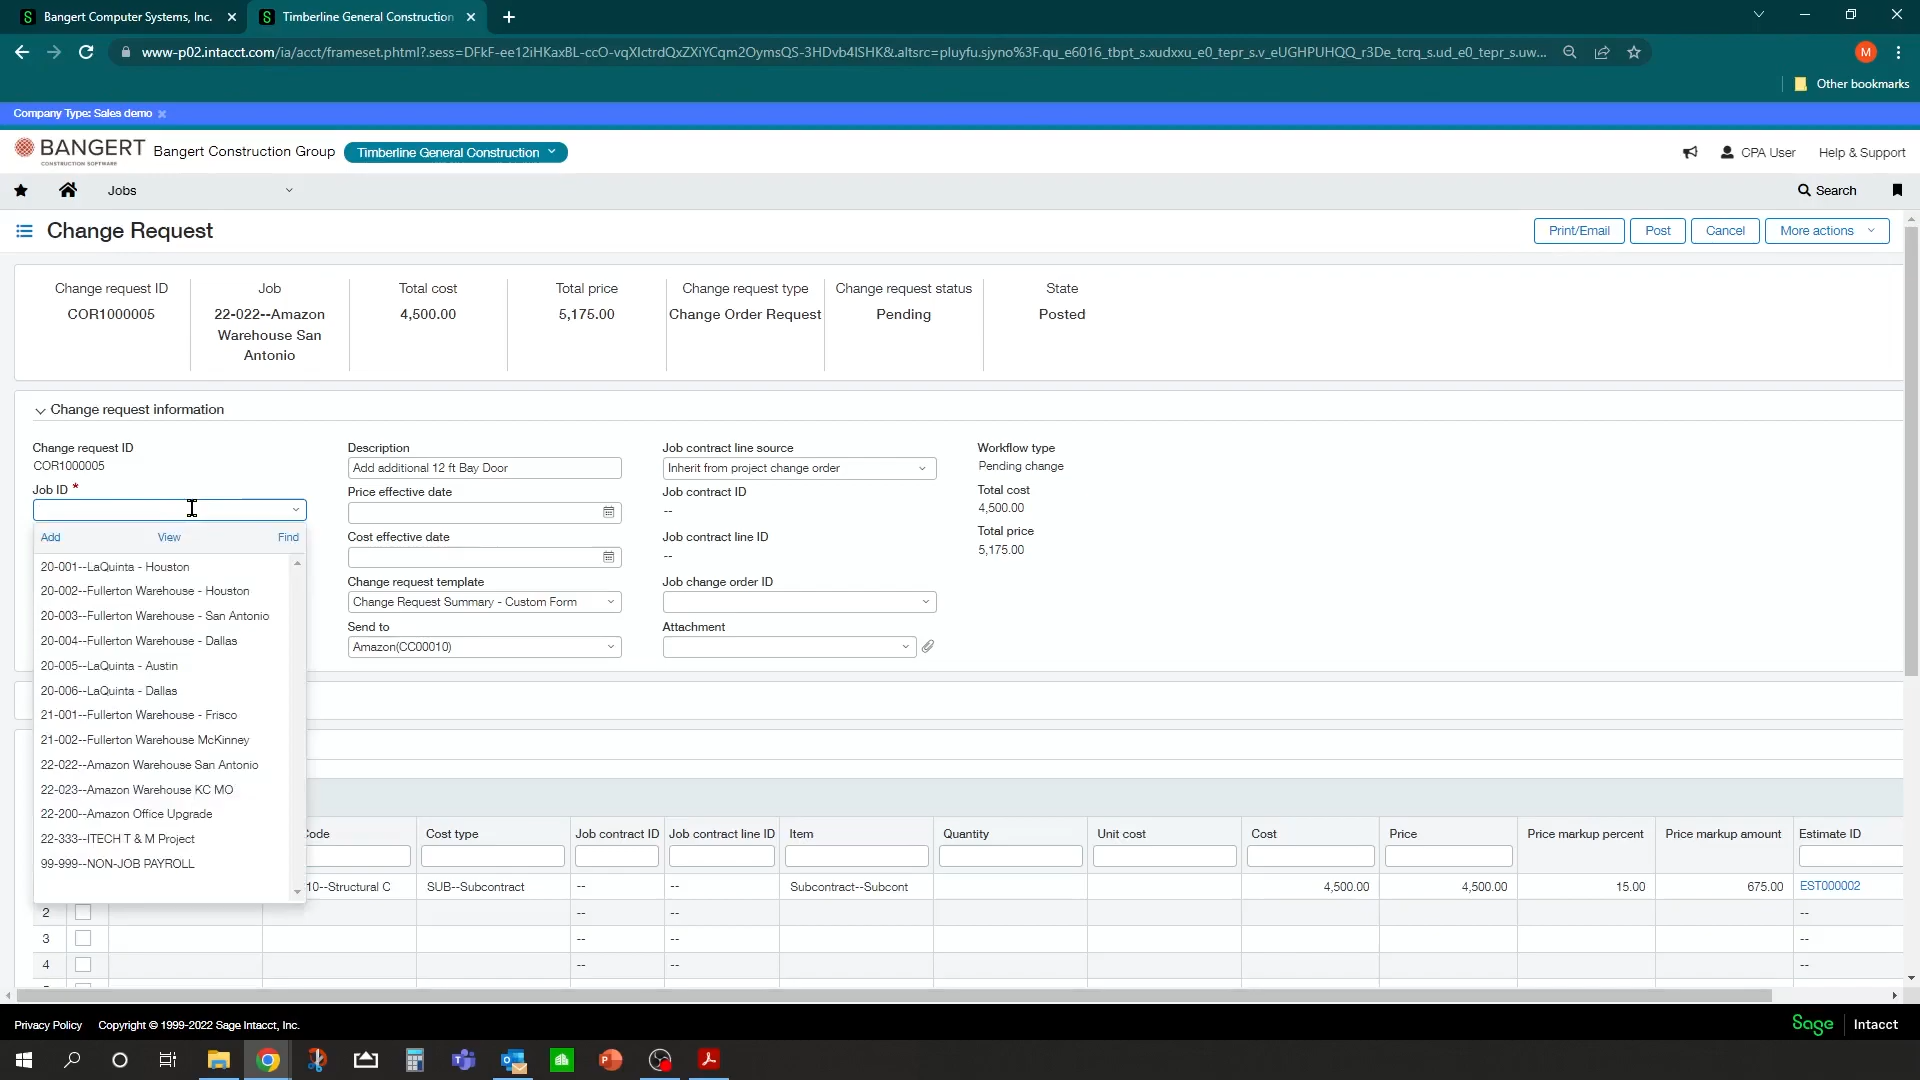 Bangert Computer Systems, Inc.
Timberline General Construction
www-p02.intacct.com/ia/acct/frameset.phtml?.sess=DFkF-ee12iHKaxBL-ccO-vqXlctrdQxZXiYCqm2OymsQS-3HDvb4lSHK&.altsrc=pluyfu.sjyno%3F.qu_e6016_tbpt_s.xudxxu_e0_tepr_s.v_eUGHPUHQQ_r3De_tcrq_s.ud_e0_tepr_s.uw...
M
Other bookmarks
Company Type: Sales demo
BANGERT
CONSTRUCTION SOFTWARE
Bangert Construction Group
Timberline General Construction
CPA User
Help & Support
Jobs
Search
Change Request
Print/Email
Post
Cancel
More actions
Change request ID
Job
Total cost
Total price
Change request type
Change request status
State
COR1000005
22-022--Amazon
Warehouse San
Antonio
4,500.00
5,175.00
Change Order Request
Pending
Posted
Change request information
Change request ID
COR1000005
Job ID *
Add
View
Find
20-001--LaQuinta - Houston
20-002--Fullerton Warehouse - Houston
20-003--Fullerton Warehouse - San Antonio
20-004--Fullerton Warehouse - Dallas
20-005--LaQuinta - Austin
20-006--LaQuinta - Dallas
21-001--Fullerton Warehouse - Frisco
21-002--Fullerton Warehouse McKinney
22-022--Amazon Warehouse San Antonio
22-023--Amazon Warehouse KC MO
22-200--Amazon Office Upgrade
22-333--ITECH T & M Project
99-999--NON-JOB PAYROLL
Description
Add additional 12 ft Bay Door
Price effective date
Cost effective date
Change request template
Change Request Summary - Custom Form
Send to
Amazon(CC00010)
Job contract line source
Inherit from project change order
Job contract ID
--
Job contract line ID
--
Job change order ID
Attachment
Workflow type
Pending change
Total cost
4,500.00
Total price
5,175.00
Code
Cost type
Job contract ID
Job contract line ID
Item
Quantity
Unit cost
Cost
Price
Price markup percent
Price markup amount
Estimate ID
10--Structural C
SUB--Subcontract
--
--
Subcontract--Subcont
4,500.00
4,500.00
15.00
675.00
EST000002
2
--
--
--
3
--
--
--
4
--
--
--
Privacy Policy
Copyright © 1999-2022 Sage Intacct, Inc.
Sage
Intacct